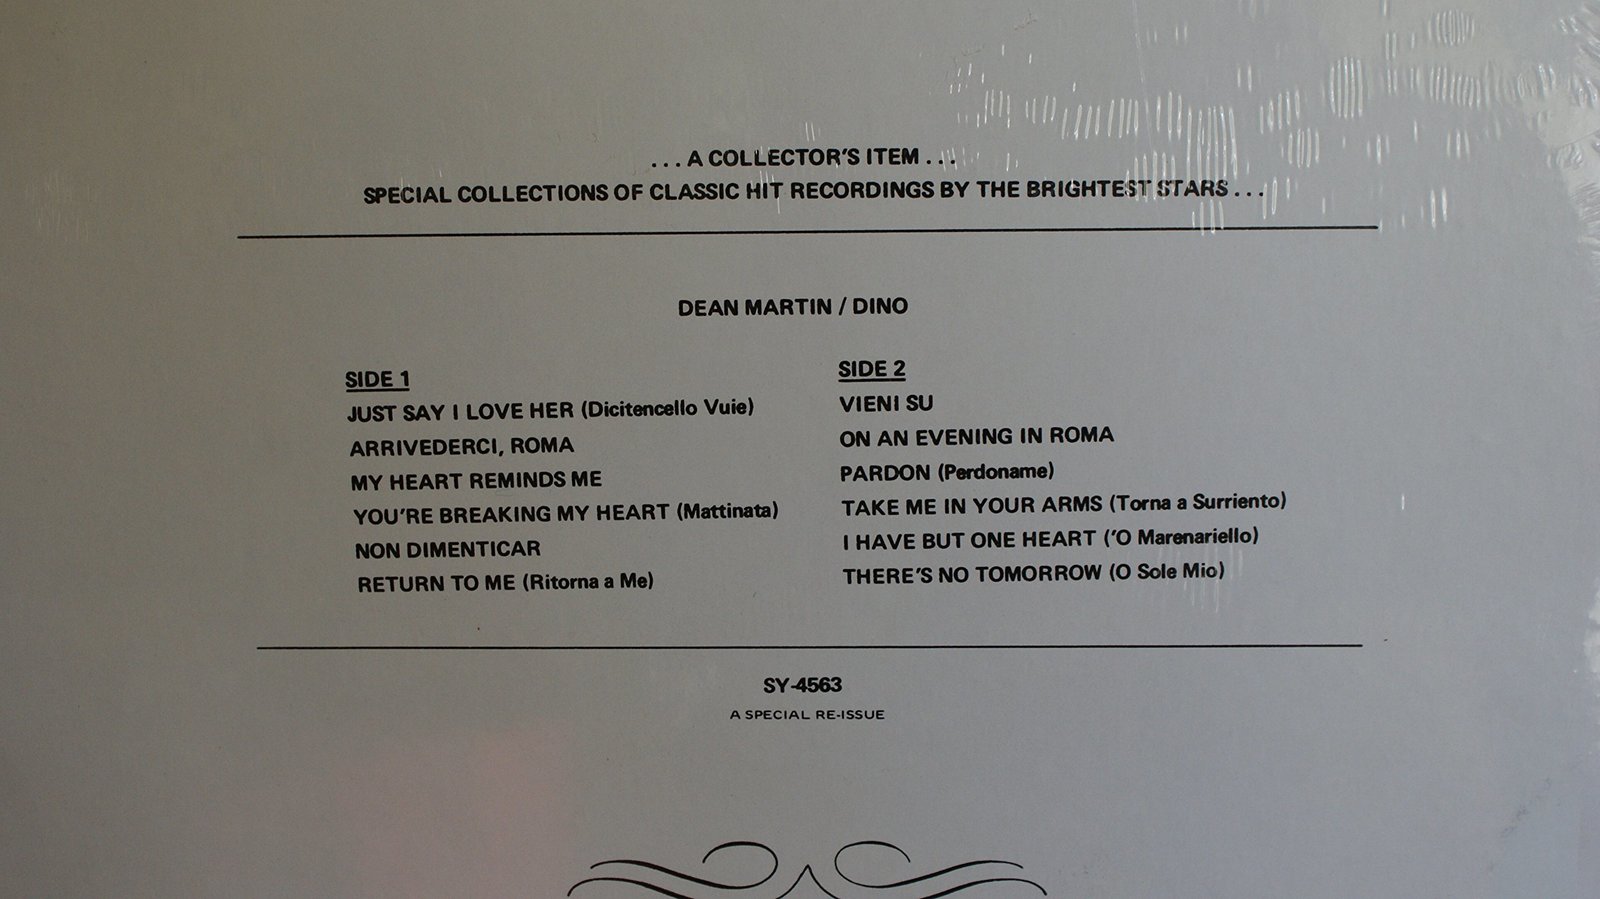 . . . A COLLECTOR'S ITEM . . .
SPECIAL COLLECTIONS OF CLASSIC HIT RECORDINGS BY THE BRIGHTEST STARS . . .
DEAN MARTIN / DINO
SIDE 1
JUST SAY I LOVE HER (Dicitencello Vuie)
ARRIVEDERCI, ROMA
MY HEART REMINDS ME
YOU'RE BREAKING MY HEART (Mattinata)
NON DIMENTICAR
RETURN TO ME (Ritorna a Me)
SIDE 2
VIENI SU
ON AN EVENING IN ROMA
PARDON (Perdoname)
TAKE ME IN YOUR ARMS (Torna a Surriento)
I HAVE BUT ONE HEART ('O Marenariello)
THERE'S NO TOMORROW (O Sole Mio)
SY-4563
A SPECIAL RE-ISSUE